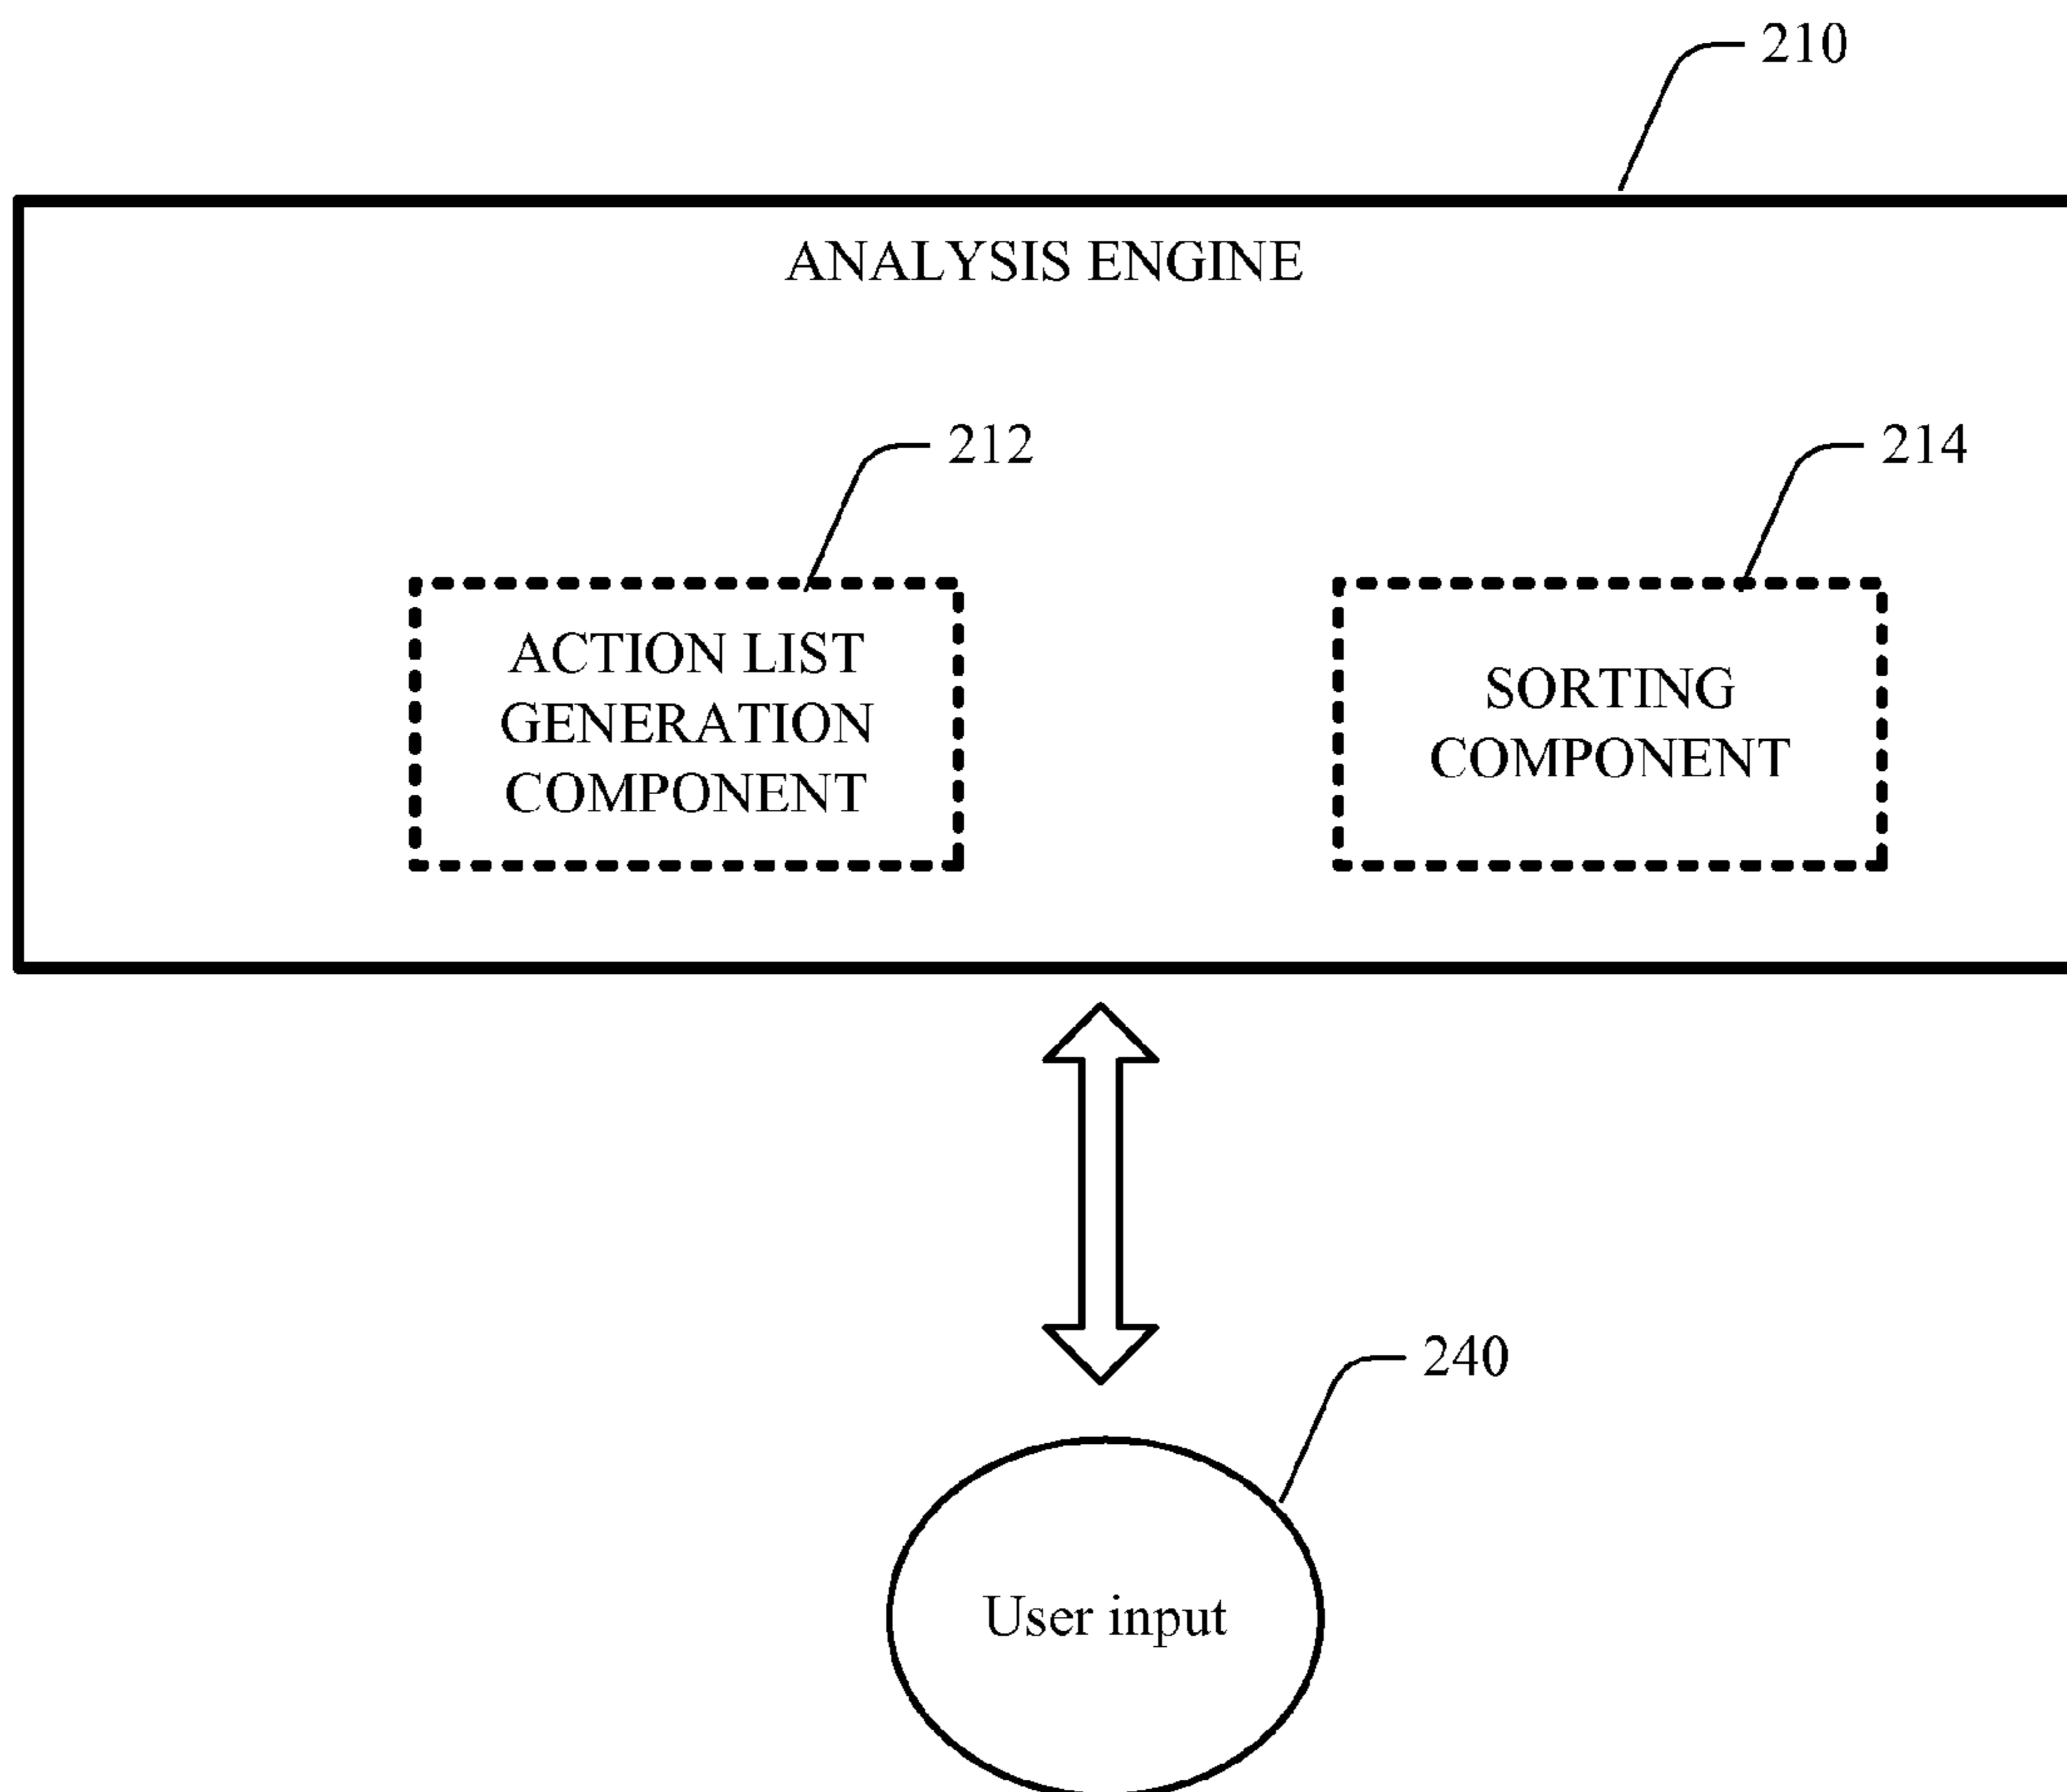 210
ANALYSIS ENGINE
212
214
ACTION LIST
GENERATION
COMPONENT
SORTING
COMPONENT
240
User input